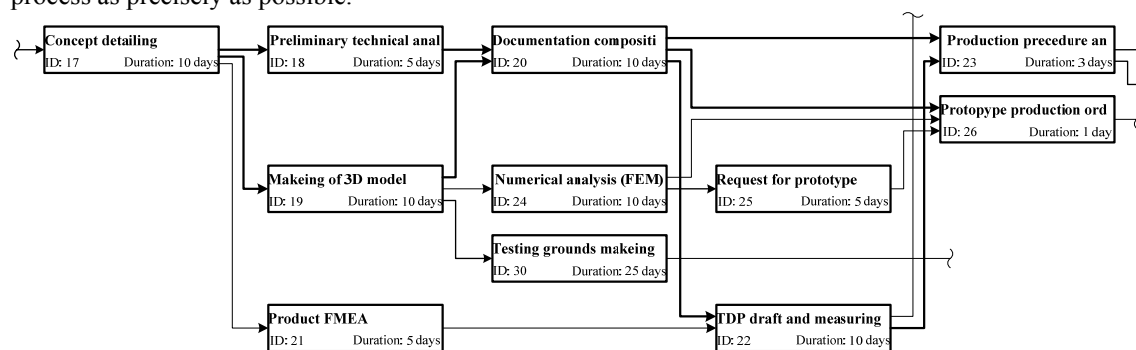 process as precisely as possible.
Concept detailing
ID: 17 Duration: 10 days
Preliminary technical anal
ID: 18 Duration: 5 days
Documentation compositi
ID: 20 Duration: 10 days
Production precedure an
ID: 23 Duration: 3 days
Protopype production ord
ID: 26 Duration: 1 day
Makeing of 3D model
ID: 19 Duration: 10 days
Numerical analysis (FEM)
ID: 24 Duration: 10 days
Request for prototype
ID: 25 Duration: 5 days
Testing grounds makeing
ID: 30 Duration: 25 days
Product FMEA
ID: 21 Duration: 5 days
TDP draft and measuring
ID: 22 Duration: 10 days